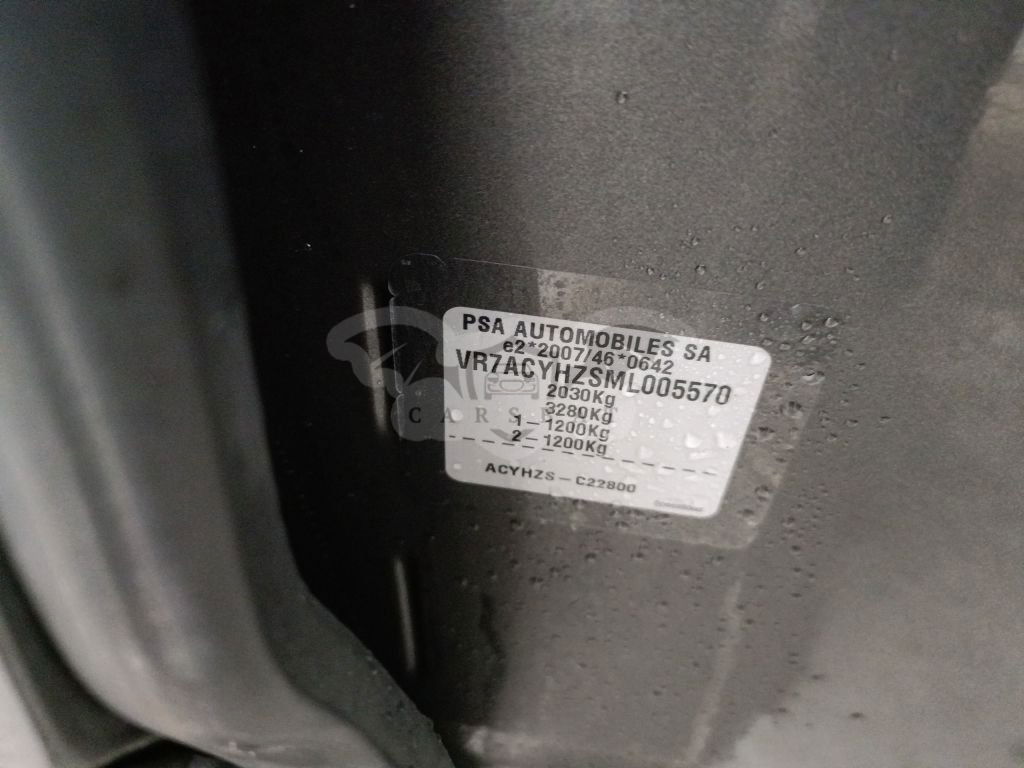 PSA AUTOMOBILES SA
e2*2007/46*0642
VR7ACYHZSML005570
2030Kg
3280Kg
1-1200Kg
2-1200Kg
ACYHZS-C22800